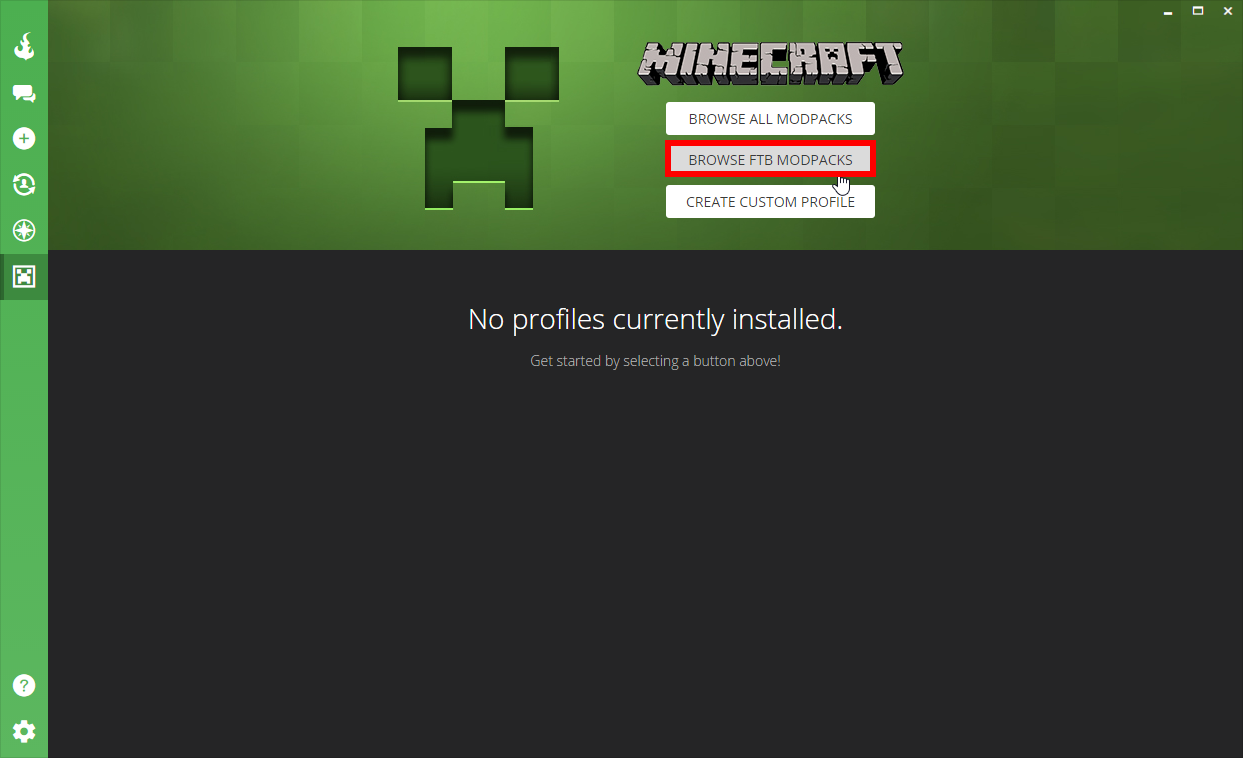 MINECRAFT
BROWSE ALL MODPACKS
BROWSE FTB MODPACKS
CREATE CUSTOM PROFILE
No profiles currently installed.
Get started by selecting a button above!
?